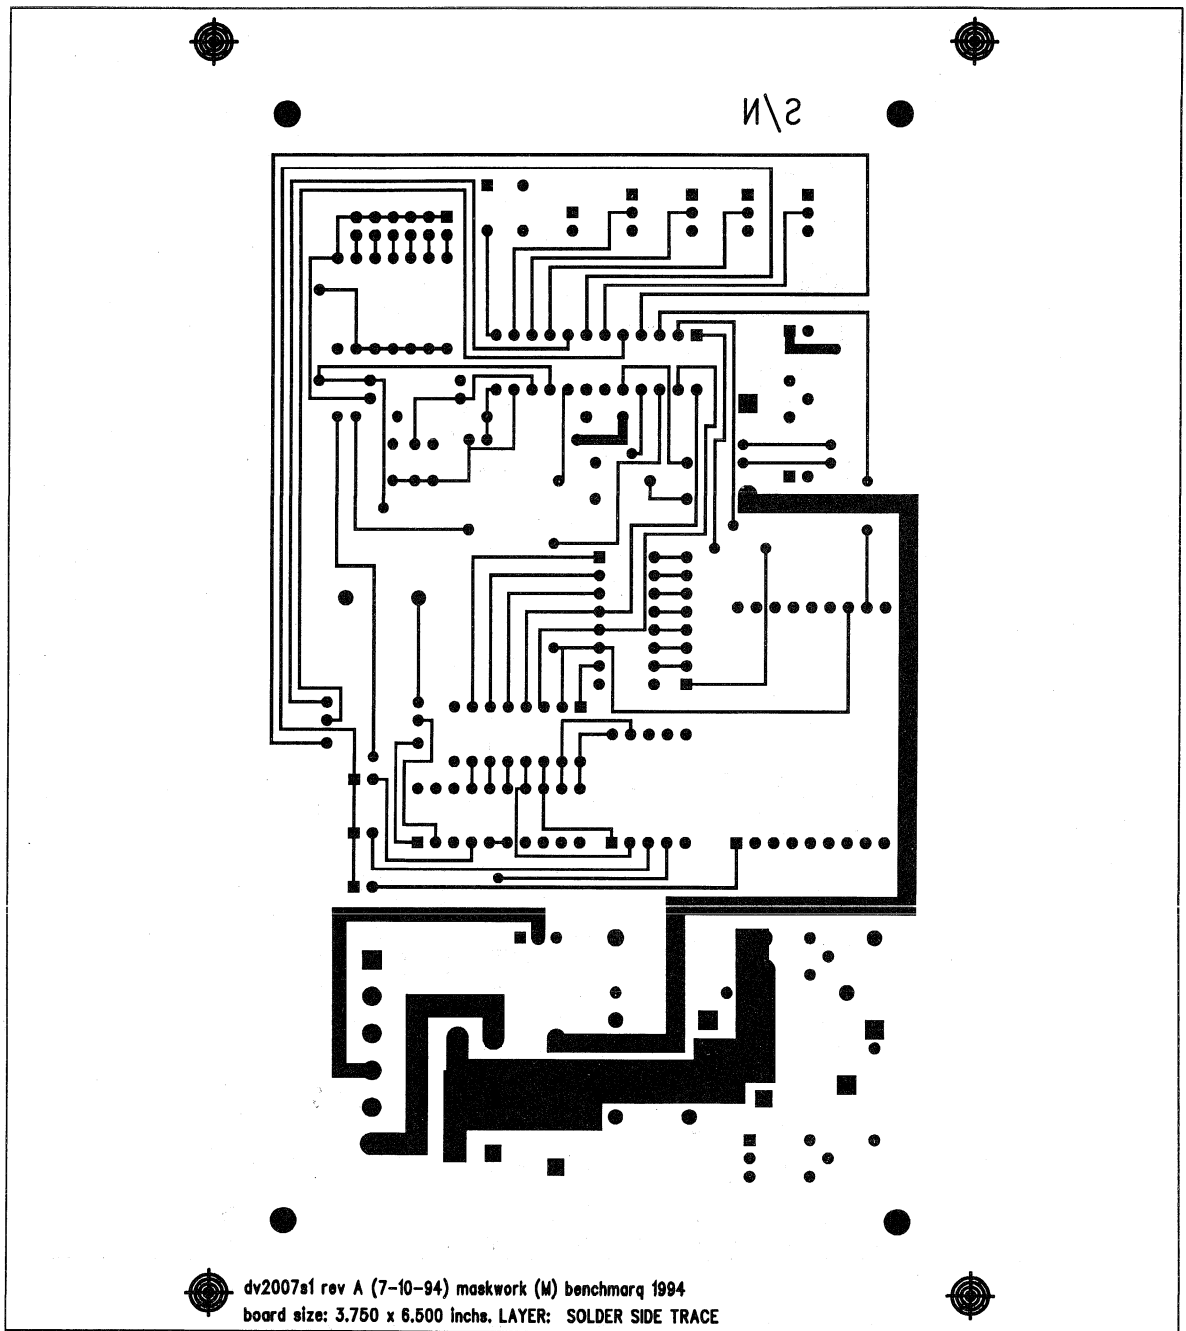 S/N
dv2007s1 rev A (7-10-94) maskwork (M) benchmarq 1994
board size: 3.750 x 6.500 inchs. LAYER: SOLDER SIDE TRACE